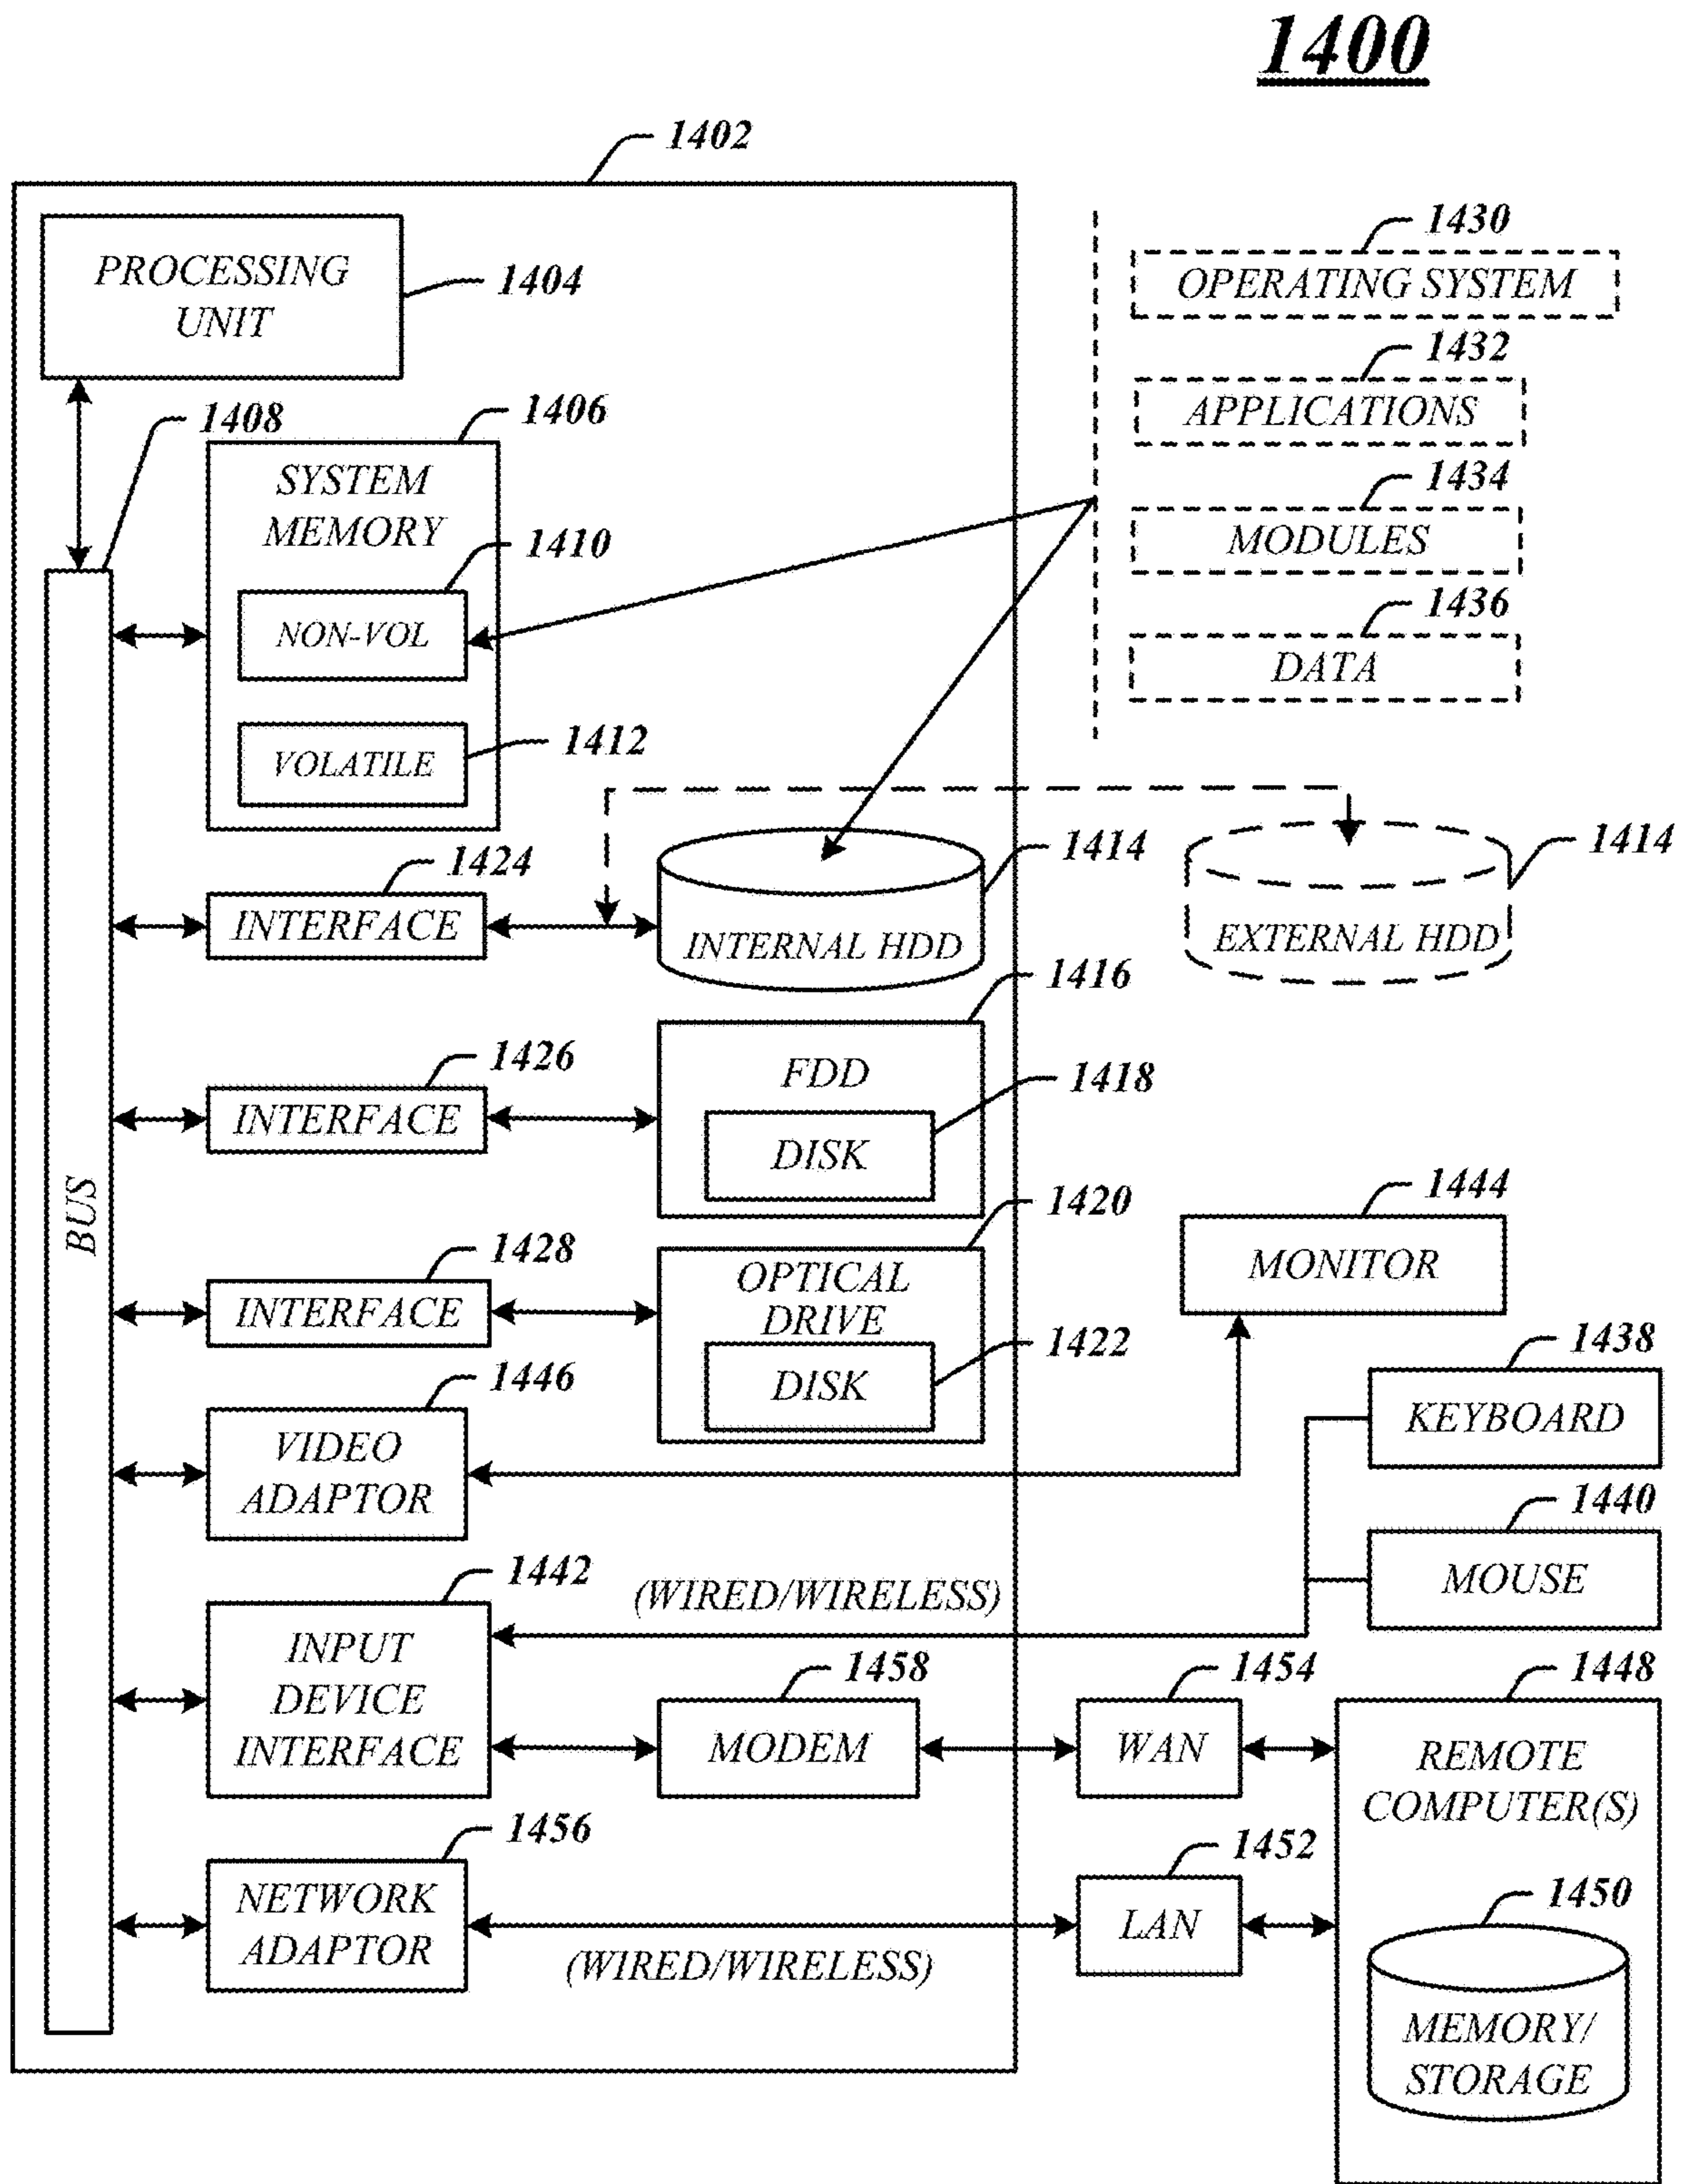 1400
1402
PROCESSING
UNIT
1404
1430
OPERATING SYSTEM
1432
APPLICATIONS
1434
MODULES
1436
DATA
1408
1406
SYSTEM
MEMORY
1410
NON-VOL
1412
VOLATILE
1424
INTERFACE
1414
INTERNAL HDD
1414
EXTERNAL HDD
1416
FDD
1418
DISK
1426
INTERFACE
BUS
1420
OPTICAL
DRIVE
1422
DISK
1428
INTERFACE
1444
MONITOR
1446
VIDEO
ADAPTOR
1438
KEYBOARD
1440
MOUSE
1442
INPUT
DEVICE
INTERFACE
(WIRED/WIRELESS)
1458
MODEM
1454
WAN
1448
REMOTE
COMPUTER(S)
1456
NETWORK
ADAPTOR
(WIRED/WIRELESS)
1452
LAN
1450
MEMORY/
STORAGE